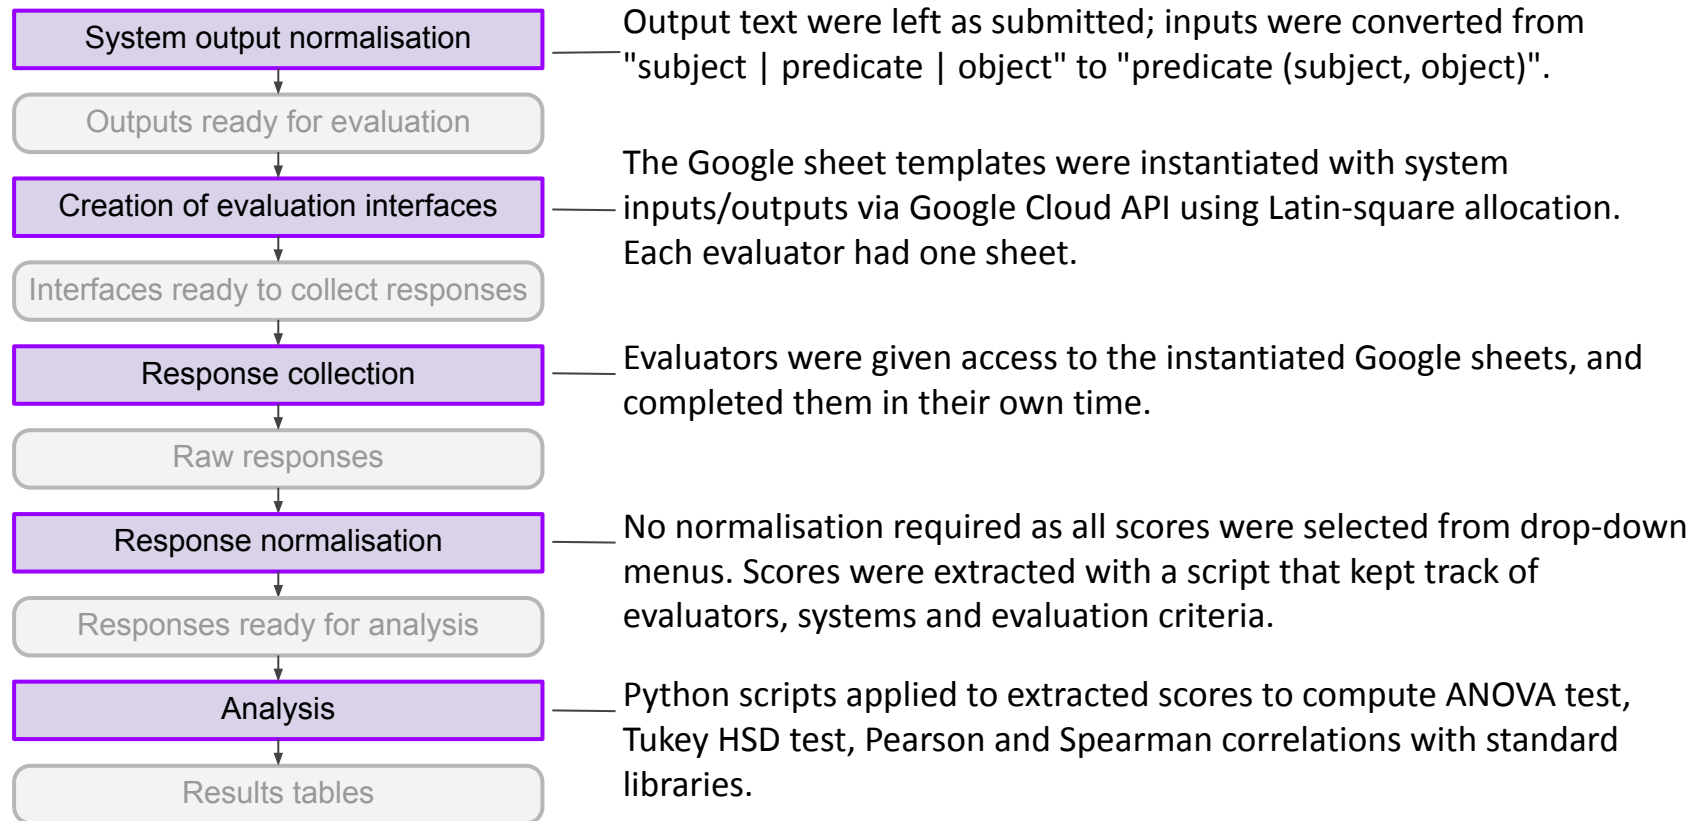 System output normalisation
Output text were left as submitted; inputs were converted from
"subject | predicate | object" to "predicate (subject, object)".
Outputs ready for evaluation
Creation of evaluation interfaces
The Google sheet templates were instantiated with system
inputs/outputs via Google Cloud API using Latin-square allocation.
Each evaluator had one sheet.
Interfaces ready to collect responses
Response collection
Evaluators were given access to the instantiated Google sheets, and
completed them in their own time.
Raw responses
Response normalisation
No normalisation required as all scores were selected from drop-down
menus. Scores were extracted with a script that kept track of
evaluators, systems and evaluation criteria.
Responses ready for analysis
Analysis
Python scripts applied to extracted scores to compute ANOVA test,
Tukey HSD test, Pearson and Spearman correlations with standard
libraries.
Results tables